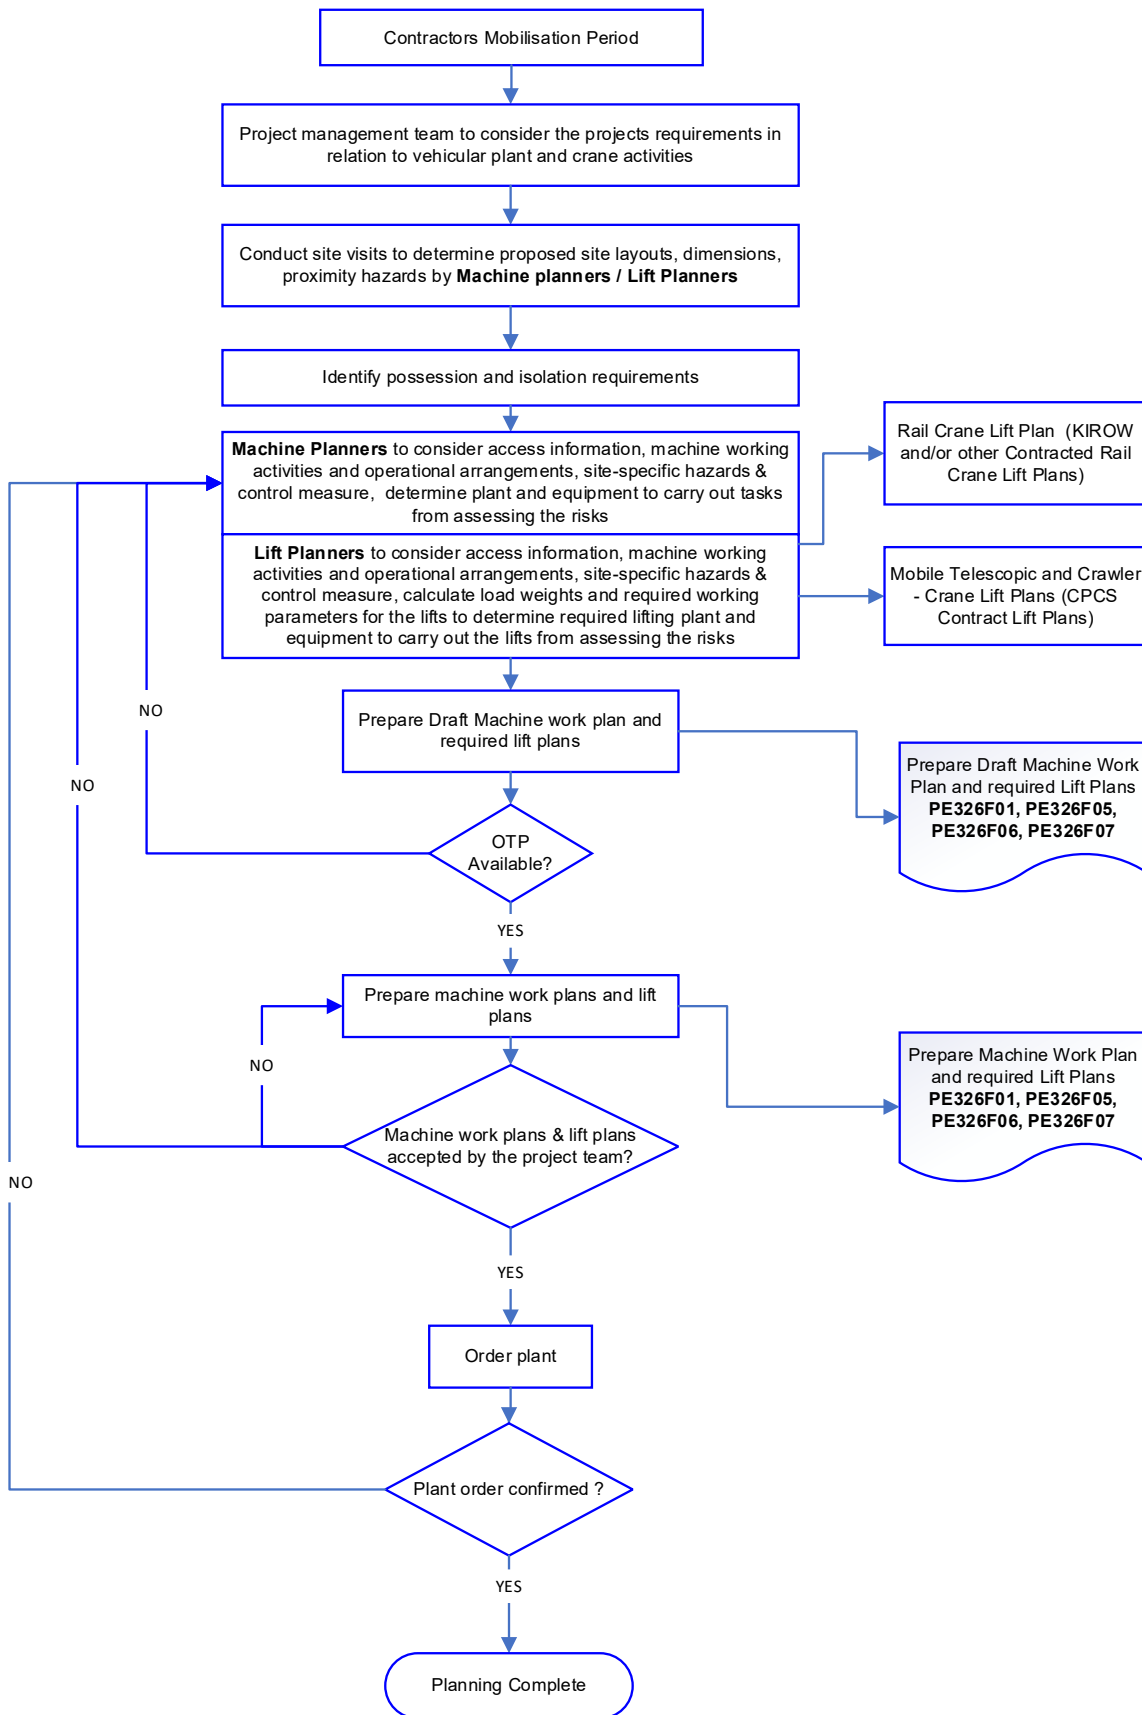 Contractors Mobilisation Period
Project management team to consider the projects requirements in
relation to vehicular plant and crane activities
Conduct site visits to determine proposed site layouts, dimensions,
proximity hazards by Machine planners / Lift Planners
Identify possession and isolation requirements
Machine Planners to consider access information, machine working
activities and operational arrangements, site-specific hazards &
control measure,  determine plant and equipment to carry out tasks
from assessing the risks
Lift Planners to consider access information, machine working
activities and operational arrangements, site-specific hazards &
control measure, calculate load weights and required working
parameters for the lifts to determine required lifting plant and
equipment to carry out the lifts from assessing the risks
Rail Crane Lift Plan  (KIROW
and/or other Contracted Rail
Crane Lift Plans)
Mobile Telescopic and Crawler
- Crane Lift Plans (CPCS
Contract Lift Plans)
Prepare Draft Machine work plan and
required lift plans
NO
NO
Prepare Draft Machine Work
Plan and required Lift Plans
PE326F01, PE326F05,
PE326F06, PE326F07
OTP
Available?
YES
Prepare machine work plans and lift
plans
NO
Prepare Machine Work Plan
and required Lift Plans
PE326F01, PE326F05,
PE326F06, PE326F07
Machine work plans & lift plans
accepted by the project team?
NO
YES
Order plant
Plant order confirmed ?
YES
Planning Complete